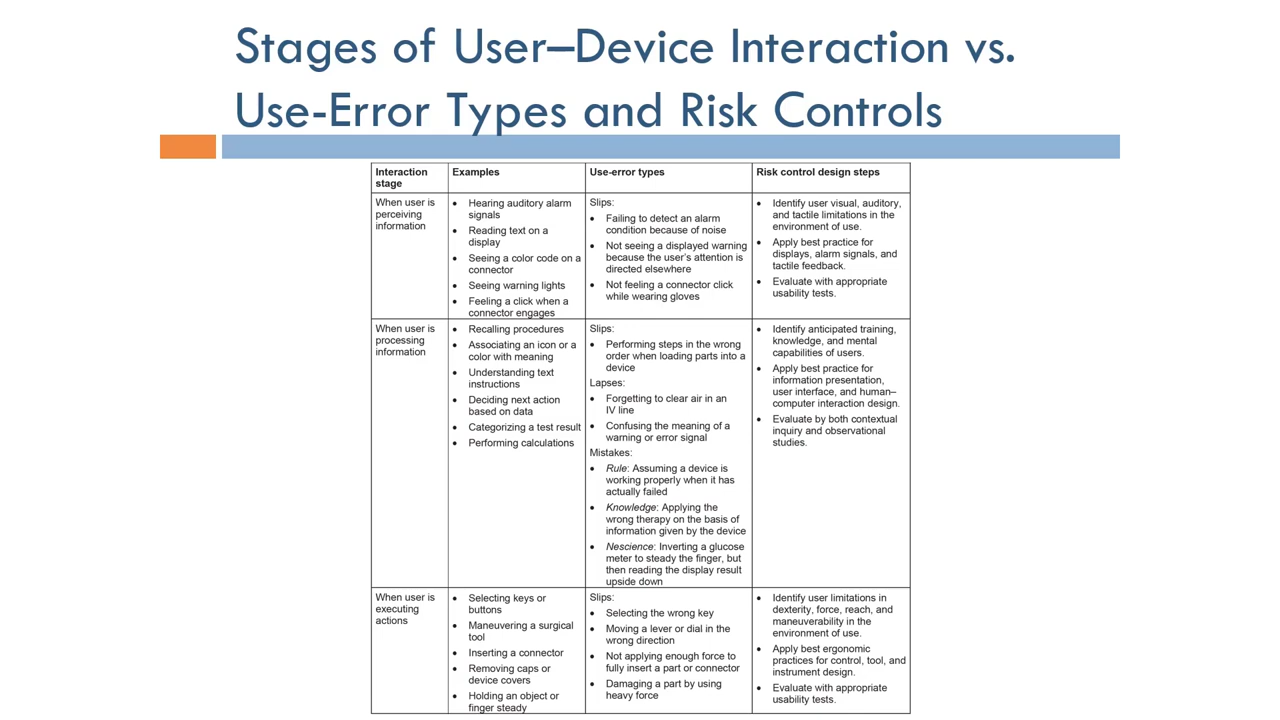 Stages of User–Device Interaction vs.
Use-Error Types and Risk Controls
Interaction
stage
Examples
Use-error types
Risk control design steps
When user is
perceiving
information
• Hearing auditory alarm
signals
• Reading text on a
display
• Seeing a color code on a
connector
• Seeing warning lights
• Feeling a click when a
connector engages
Slips:
• Failing to detect an alarm
condition because of noise
• Not seeing a displayed warning
because the user's attention is
directed elsewhere
• Not feeling a connector click
while wearing gloves
• Identify user visual, auditory,
and tactile limitations in the
environment of use.
• Apply best practice for
displays, alarm signals, and
tactile feedback.
• Evaluate with appropriate
usability tests.
When user is
processing
information
• Recalling procedures
• Associating an icon or a
color with meaning
• Understanding text
instructions
• Deciding next action
based on data
• Categorizing a test result
• Performing calculations
Slips:
• Performing steps in the wrong
order when loading parts into a
device
Lapses:
• Forgetting to clear air in an
IV line
• Confusing the meaning of a
warning or error signal
Mistakes:
• Rule: Assuming a device is
working properly when it has
actually failed
• Knowledge: Applying the
wrong therapy on the basis of
information given by the device
• Nescience: Inverting a glucose
meter to steady the finger, but
then reading the display result
upside down
• Identify anticipated training,
knowledge, and mental
capabilities of users.
• Apply best practice for
information presentation,
user interface, and human–
computer interaction design.
• Evaluate by both contextual
inquiry and observational
studies.
When user is
executing
actions
• Selecting keys or
buttons
• Maneuvering a surgical
tool
• Inserting a connector
• Removing caps or
device covers
• Holding an object or
finger steady
Slips:
• Selecting the wrong key
• Moving a lever or dial in the
wrong direction
• Not applying enough force to
fully insert a part or connector
• Damaging a part by using
heavy force
• Identify user limitations in
dexterity, force, reach, and
maneuverability in the
environment of use.
• Apply best ergonomic
practices for control, tool, and
instrument design.
• Evaluate with appropriate
usability tests.